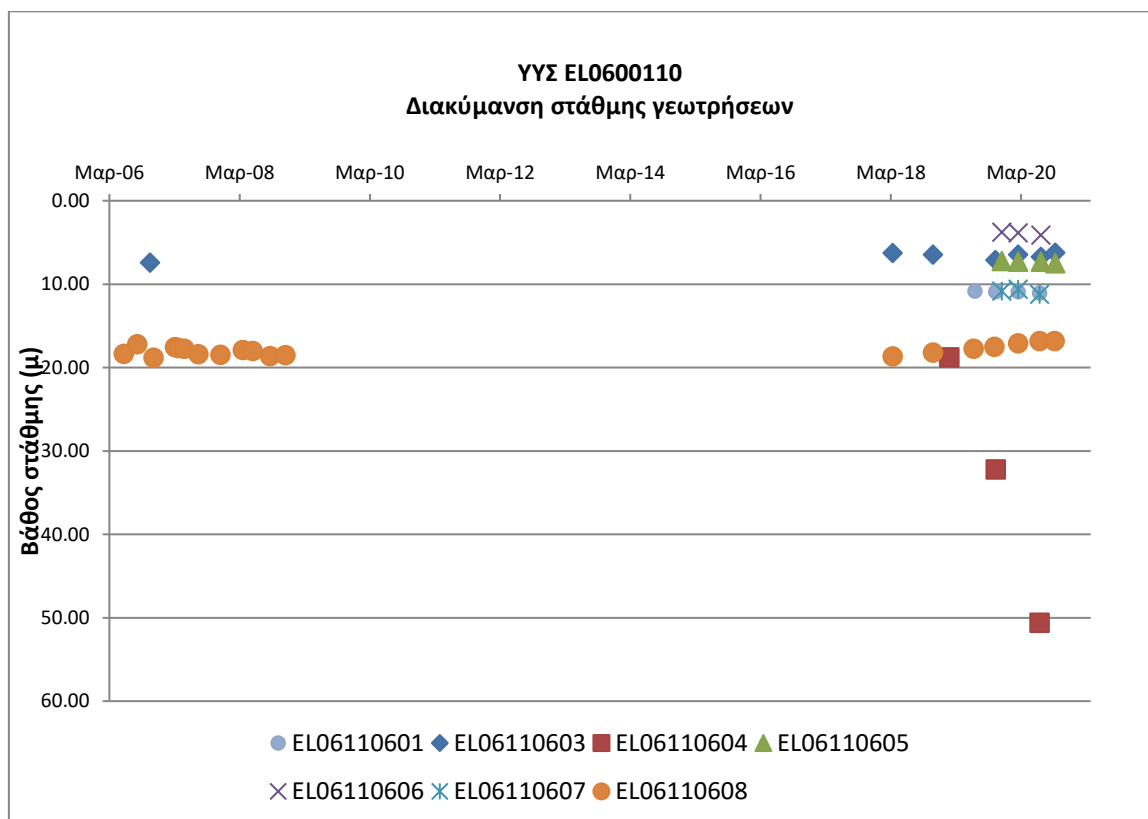 ΥΥΣ EL0600110
Διακύμανση στάθμης γεωτρήσεων
Μαρ-06 Μαρ-08 Μαρ-10 Μαρ-12 Μαρ-14 Μαρ-16 Μαρ-18 Μαρ-20
0.00
10.00
20.00
30.00
40.00
50.00
60.00
Βάθος στάθμης (μ)
EL06110601 EL06110603 EL06110604 EL06110605
EL06110606 EL06110607 EL06110608